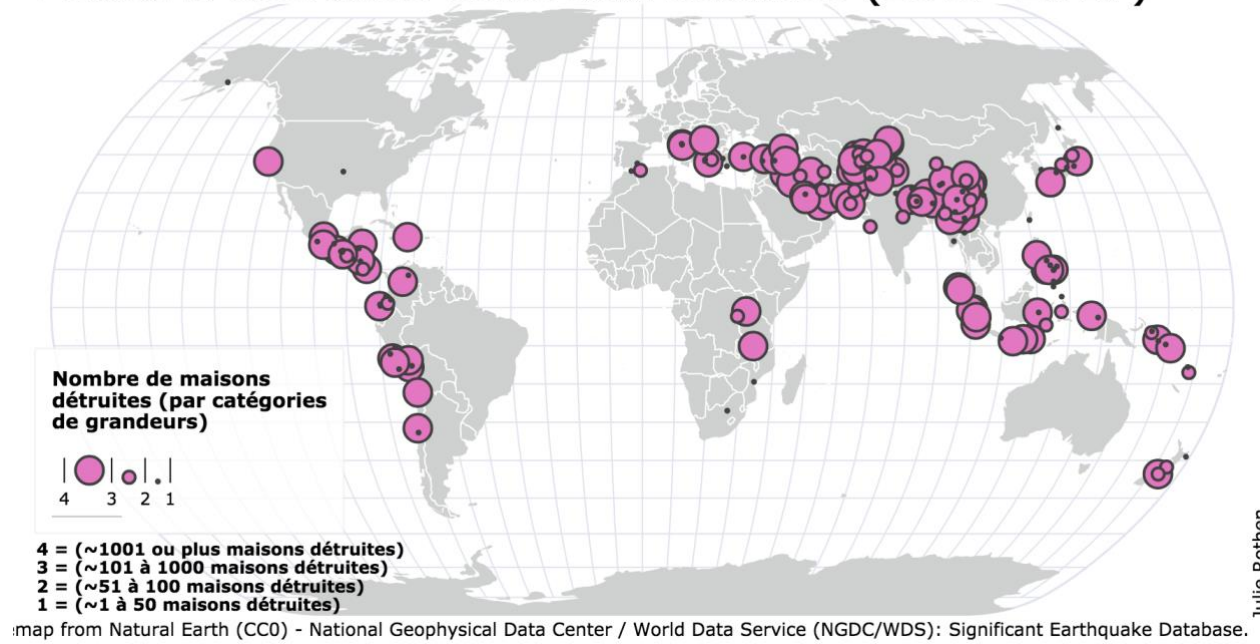 Nombre de maisons
détruites (par catégories
de grandeurs)
4 3 2 1
4 = (~1001 ou plus maisons détruites)
3 = (~101 à 1000 maisons détruites)
2 = (~51 à 100 maisons détruites)
1 = (~1 à 50 maisons détruites)
map from Natural Earth (CC0) - National Geophysical Data Center / World Data Service (NGDC/WDS): Significant Earthquake Database
Julie